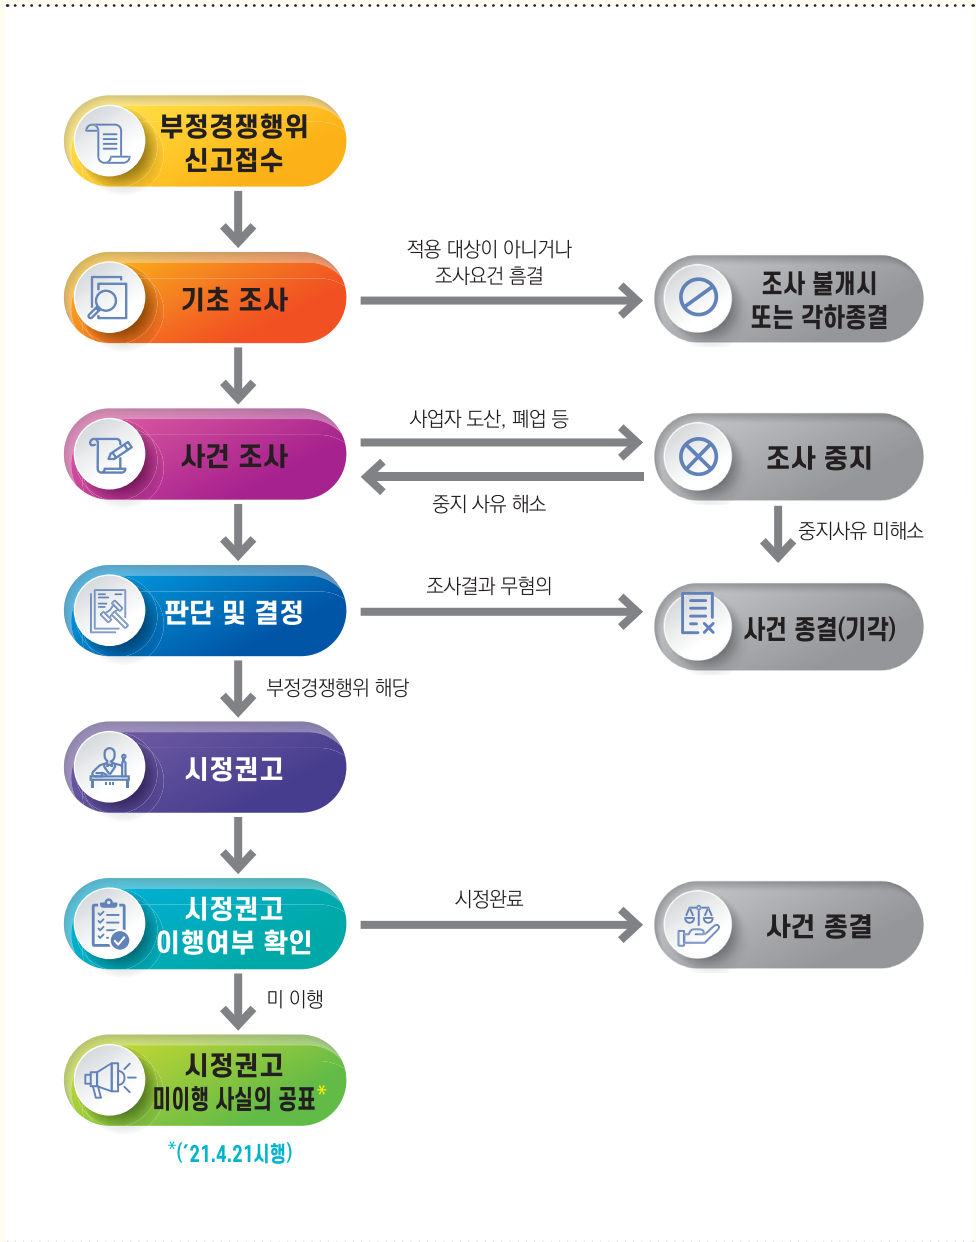 부정경쟁행위
신고접수
적용 대상이 아니거나
조사요건 흠결
기초 조사
조사 불개시
또는 각하종결
사업자 도산, 폐업 등
사건 조사
조사 중지
중지 사유 해소
중지사유 미해소
조사결과 무혐의
판단 및 결정
사건 종결(기각)
부정경쟁행위 해당
시정권고
시정완료
시정권고
이행여부 확인
사건 종결
미 이행
시정권고
미이행 사실의 공표*
*(´21.4.21시행)